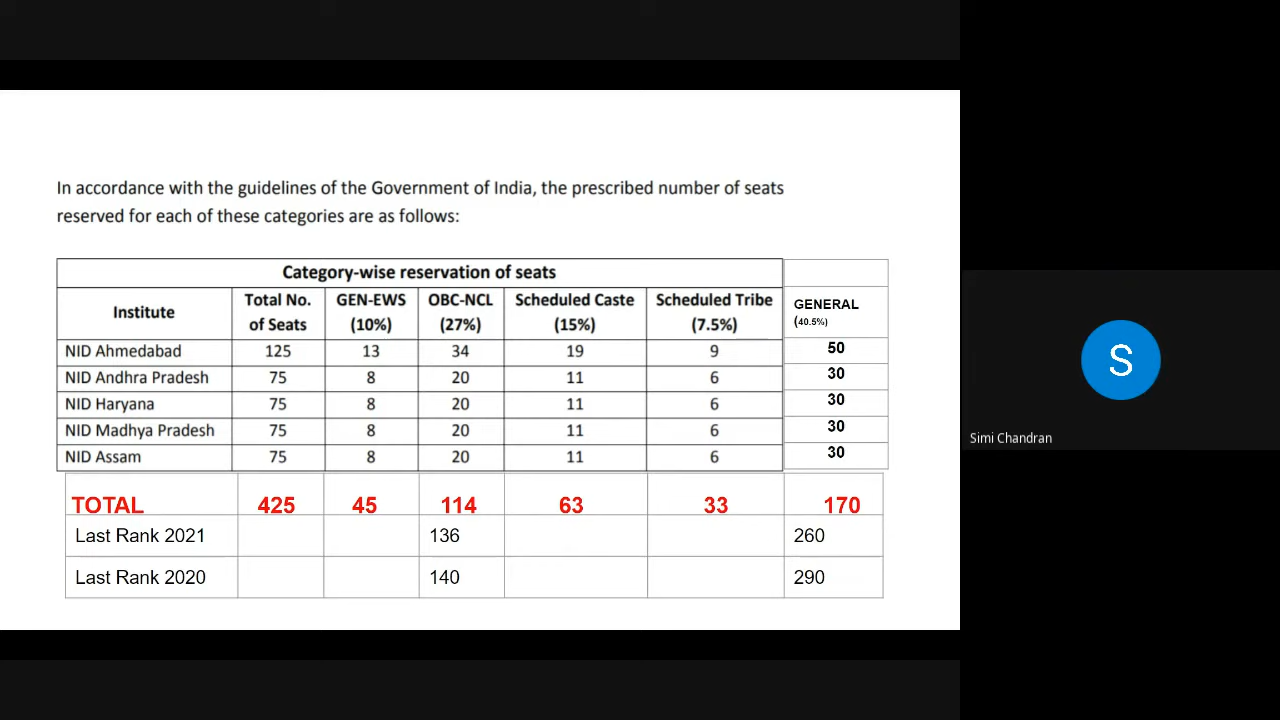 In accordance with the guidelines of the Government of India, the prescribed number of seats
reserved for each of these categories are as follows:
Category-wise reservation of seats
Institute Total No. of Seats GEN-EWS (10%) OBC-NCL (27%) Scheduled Caste (15%) Scheduled Tribe (7.5%) GENERAL (40.5%)
NID Ahmedabad 125 13 34 19 9 50
NID Andhra Pradesh 75 8 20 11 6 30
NID Haryana 75 8 20 11 6 30
NID Madhya Pradesh 75 8 20 11 6 30
NID Assam 75 8 20 11 6 30
TOTAL 425 45 114 63 33 170
Last Rank 2021 136 260
Last Rank 2020 140 290
S
Simi Chandran